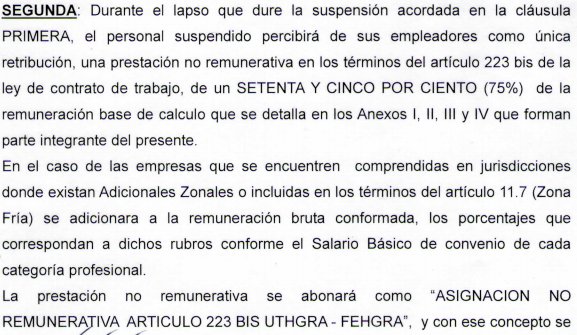 SEGUNDA: Durante el lapso que dure la suspensión acordada en la cláusula
PRIMERA, el personal suspendido percibirá de sus empleadores como única
retribución, una prestación no remunerativa en los términos del artículo 223 bis de la
ley de contrato de trabajo, de un SETENTA Y CINCO POR CIENTO (75%) de la
remuneración base de calculo que se detalla en los Anexos I, II, III y IV que forman
parte integrante del presente.
En el caso de las empresas que se encuentren comprendidas en jurisdicciones
donde existan Adicionales Zonales o incluidas en los términos del artículo 11.7 (Zona
Fría) se adicionara a la remuneración bruta conformada, los porcentajes que
correspondan a dichos rubros conforme el Salario Básico de convenio de cada
categoría profesional.
La prestación no remunerativa se abonará como “ASIGNACION NO
REMUNERATIVA ARTICULO 223 BIS UTHGRA - FEHGRA”, y con ese concepto se